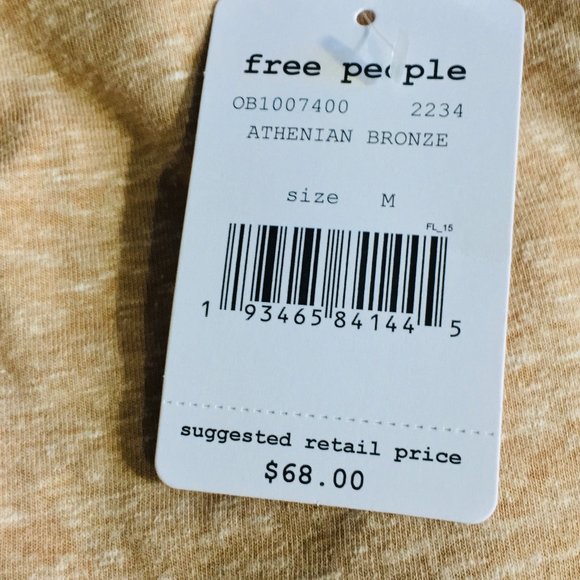 free people
OB1007400 2234
ATHENIAN BRONZE
size M
FL_15
1 93465 84144 5
suggested retail price
$68.00